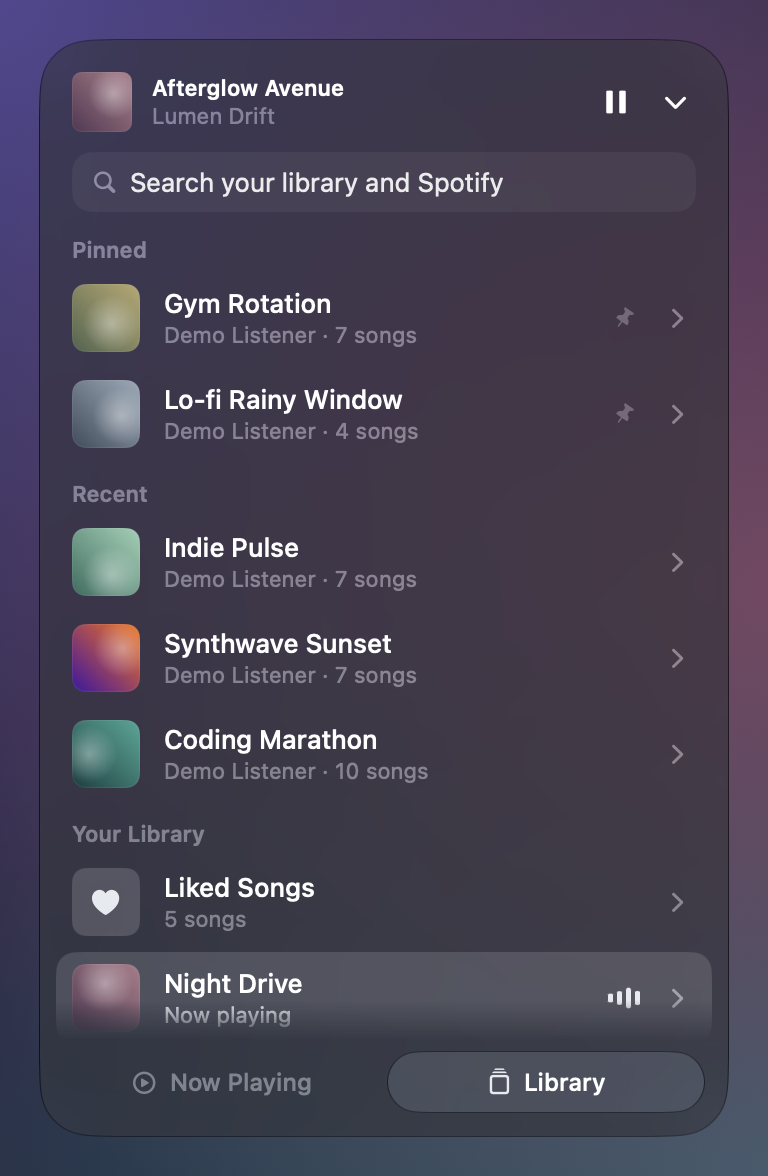 Afterglow Avenue
Lumen Drift
Search your library and Spotify
Pinned
Gym Rotation
Demo Listener · 7 songs
Lo-fi Rainy Window
Demo Listener · 4 songs
Recent
Indie Pulse
Demo Listener · 7 songs
Synthwave Sunset
Demo Listener · 7 songs
Coding Marathon
Demo Listener · 10 songs
Your Library
Liked Songs
5 songs
Night Drive
Now playing
Now Playing
Library